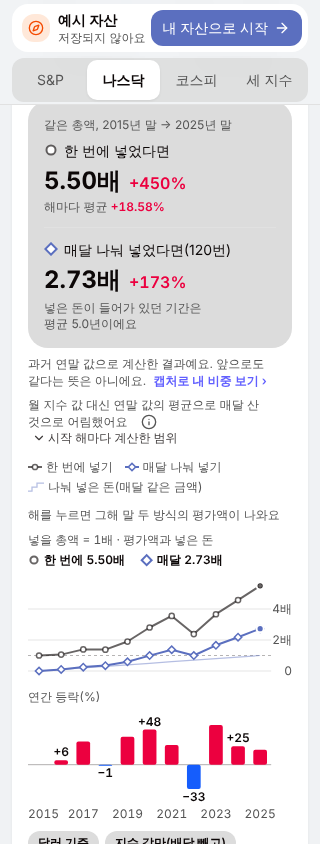 예시 자산
저장되지 않아요
내 자산으로 시작 →
S&P
나스닥
코스피
세 지수
같은 총액, 2015년 말 → 2025년 말
한 번에 넣었다면
5.50배 +450%
해마다 평균 +18.58%
매달 나눠 넣었다면(120번)
2.73배 +173%
넣은 돈이 들어가 있던 기간은
평균 5.0년이에요
과거 연말 값으로 계산한 결과예요. 앞으로도
같다는 뜻은 아니에요. 캡처로 내 비중 보기 ›
월 지수 값 대신 연말 값의 평균으로 매달 산
것으로 어림했어요
시작 해마다 계산한 범위
한 번에 넣기 매달 나눠 넣기
나눠 넣은 돈(매달 같은 금액)
해를 누르면 그해 말 두 방식의 평가액이 나와요
넣을 총액 = 1배 · 평가액과 넣은 돈
한 번에 5.50배 매달 2.73배
4배
2배
0
연간 등락(%)
+48
+25
+6
−1
−33
2015 2017 2019 2021 2023 2025
달러 기준
지수 값만(배당 빼고)